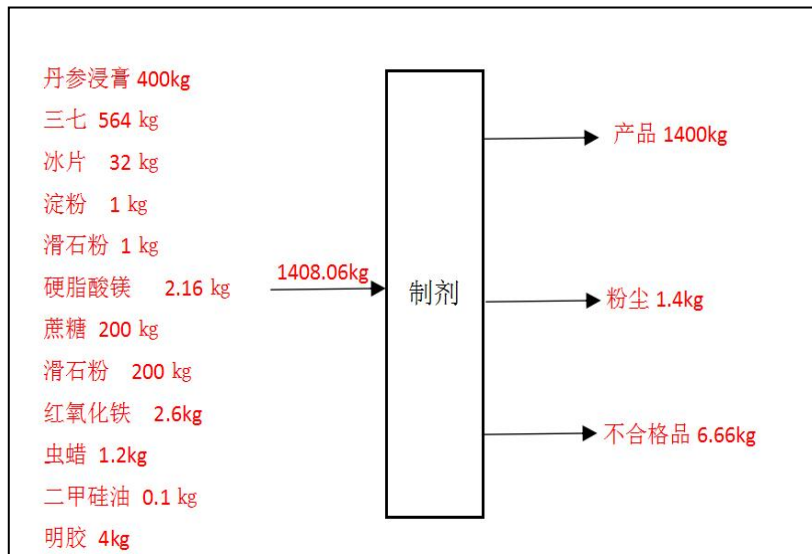 丹参浸膏 400kg
三七 564 kg
冰片 32 kg
淀粉 1 kg
滑石粉 1 kg
硬脂酸镁 2.16 kg
蔗糖 200 kg
滑石粉 200 kg
红氧化铁 2.6kg
虫蜡 1.2kg
二甲硅油 0.1 kg
明胶 4kg
1408.06kg
制剂
产品 1400kg
粉尘 1.4kg
不合格品 6.66kg